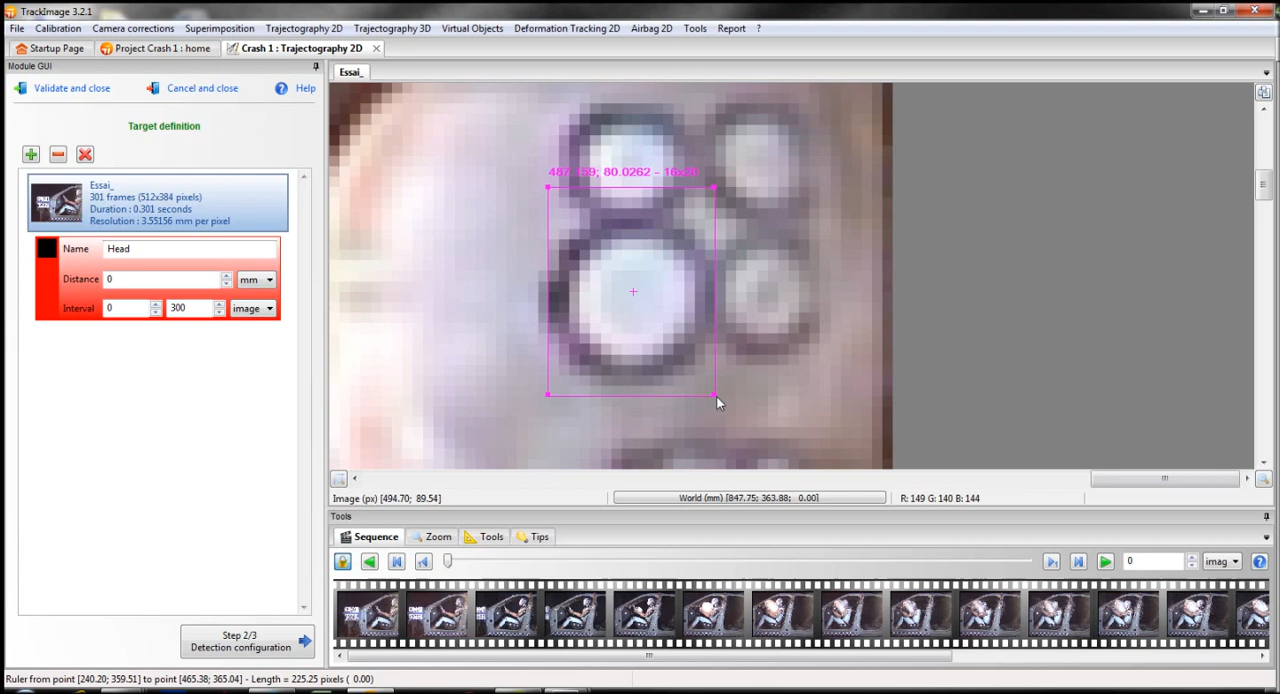 TrackImage 3.2.1
File Calibration Camera corrections Superimposition Trajectography 2D Trajectography 3D Virtual Objects Deformation Tracking 2D Airbag 2D Tools Report ?
Startup Page Project Crash 1 : home Crash 1 : Trajectography 2D
Module GUI
Essai_
Validate and close Cancel and close Help
Target definition
Essai_
301 frames (512x384 pixels)
Duration : 0.301 seconds
Resolution : 3.55156 mm per pixel
Name Head
Distance 0 mm
Interval 0 300 image
Step 2/3
Detection configuration
Image (px) [494.70; 89.54] World (mm) [847.75; 363.88; 0.00] R: 149 G: 140 B: 144
Tools
Sequence Zoom Tools Tips
0 imag
Ruler from point [240.20; 359.51] to point [465.38; 365.04] - Length = 225.25 pixels ( 0.00)